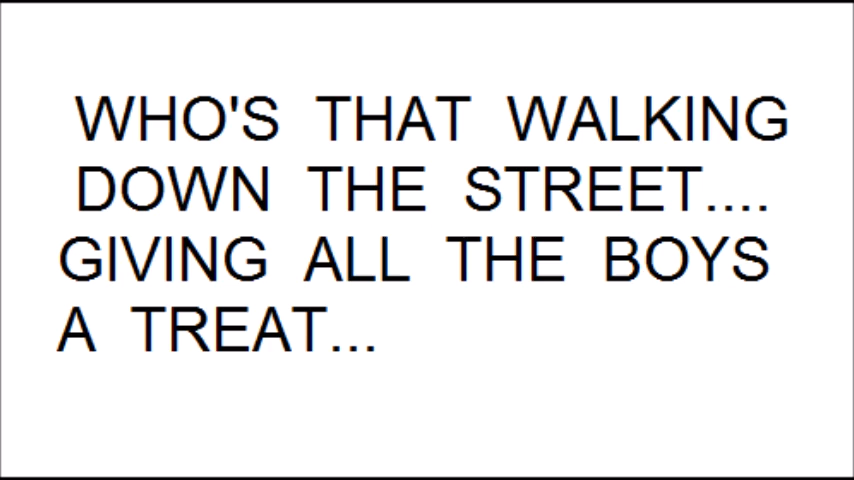 WHO'S THAT WALKING
DOWN THE STREET....
GIVING ALL THE BOYS
A TREAT...